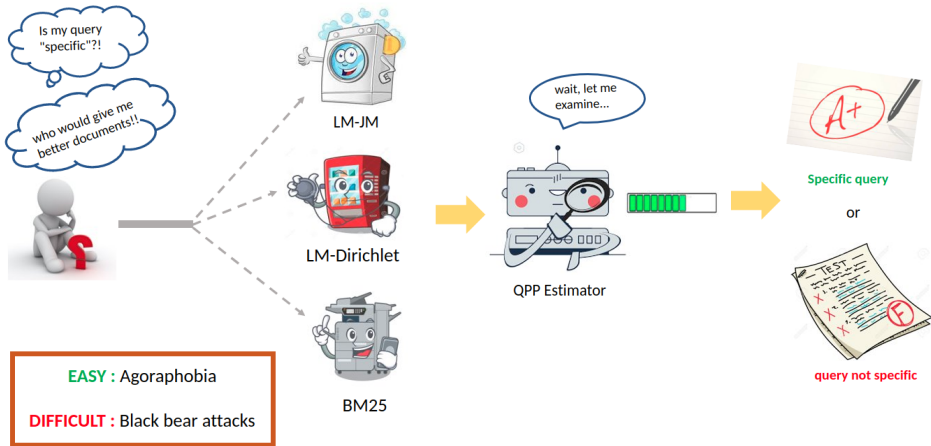 Is my query
"specific"?!
who would give me
better documents!!
LM-JM
LM-Dirichlet
BM25
wait, let me
examine...
QPP Estimator
A+
Specific query
or
TEST
F
query not specific
EASY : Agoraphobia
DIFFICULT : Black bear attacks